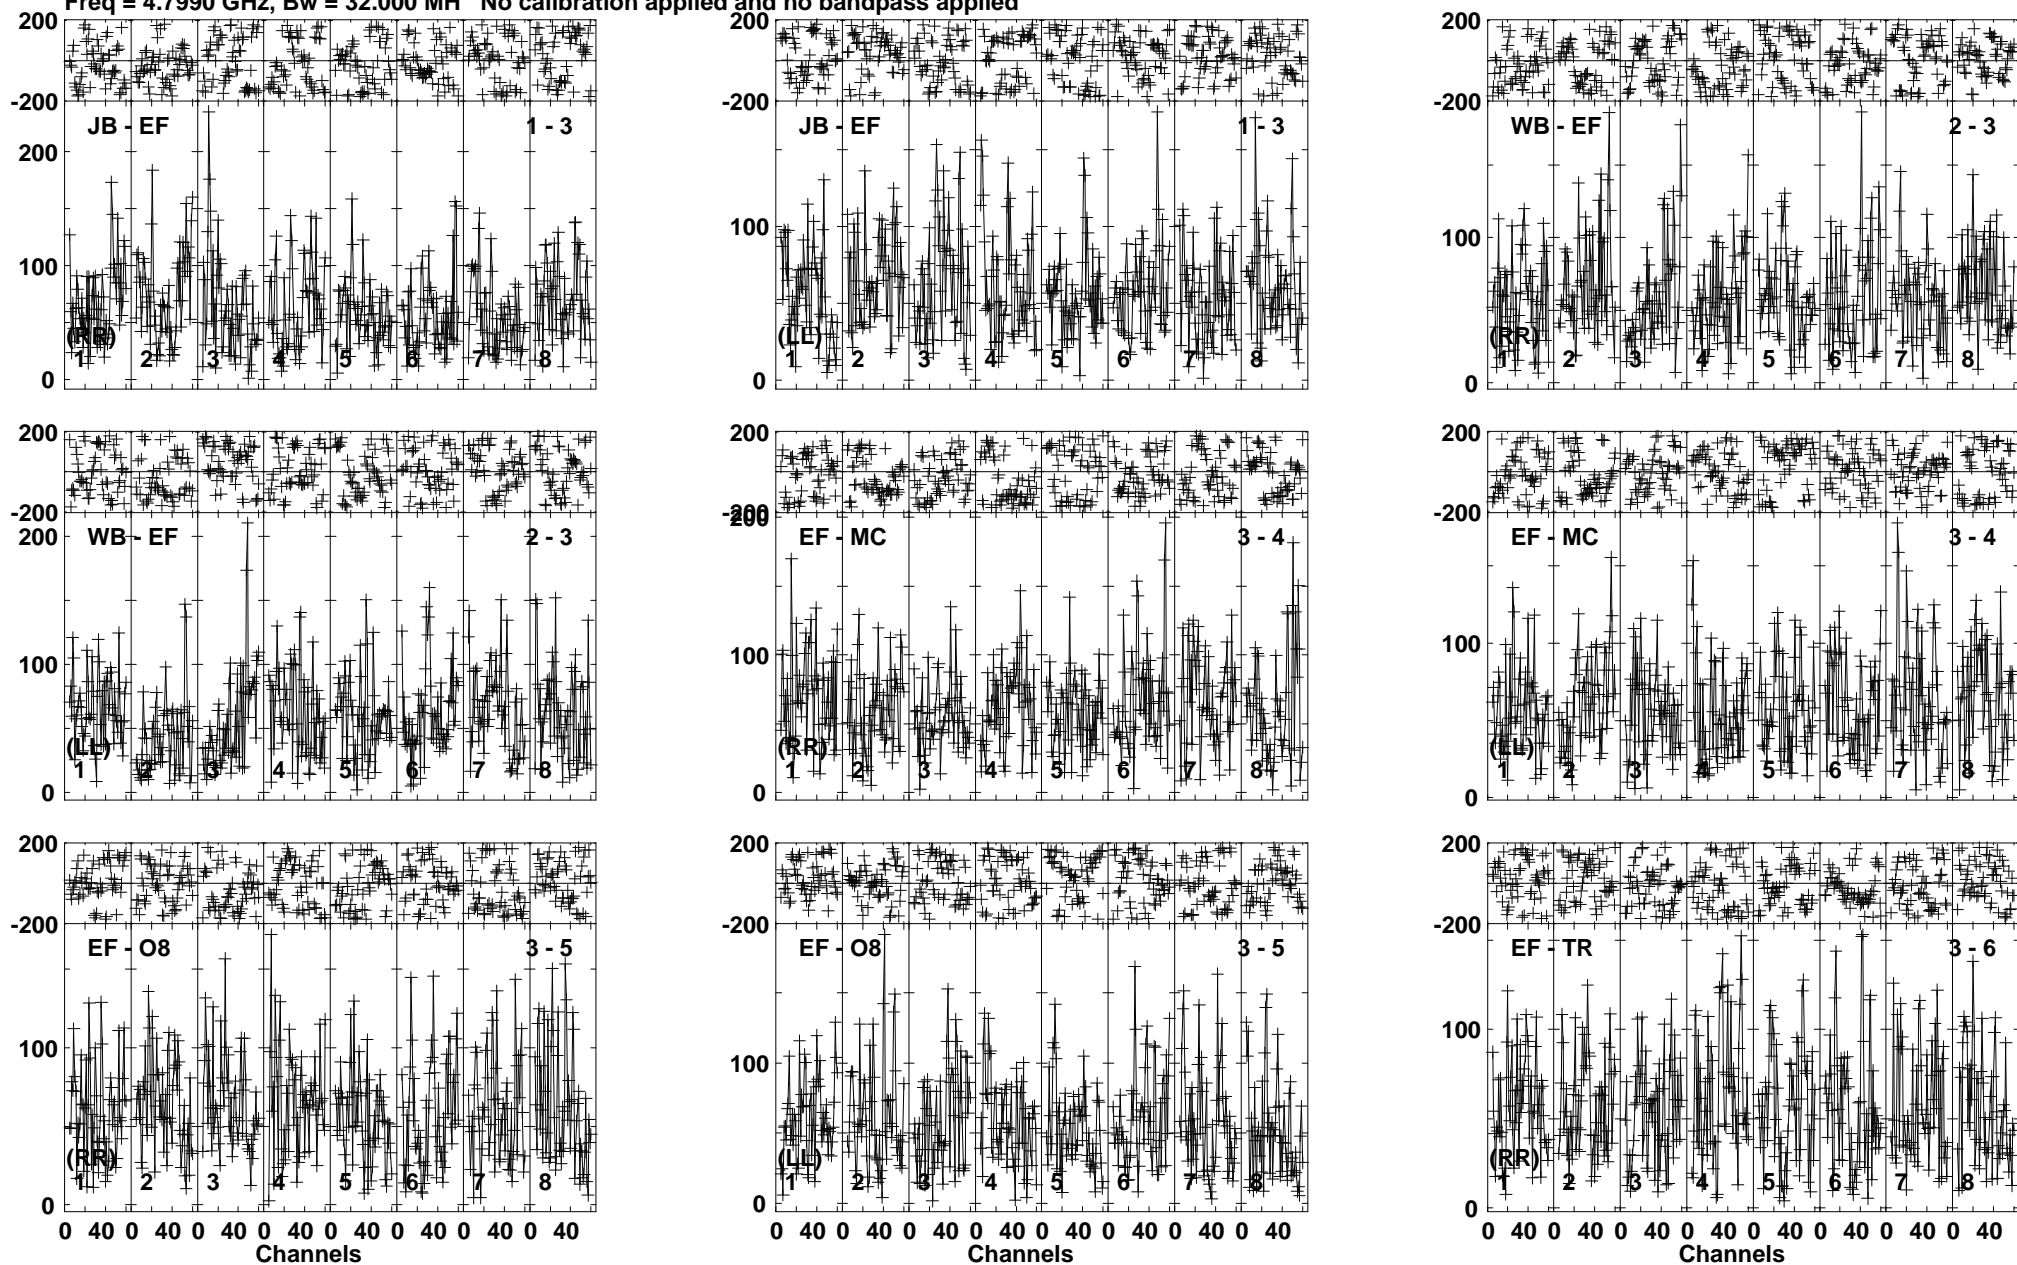 Freq = 4.7990 GHz, Bw = 32.000 MH No calibration applied and no bandpass applied
200 200 200
-200 -200 -200
JB - EF 1 - 3 JB - EF 1 - 3 WB - EF 2 - 3
200
100 100 100
(RR) (LL) (RR)
1 2 3 4 5 6 7 8 1 2 3 4 5 6 7 8 1 2 3 4 5 6 7 8
0 0 0
200 200 200
-200 -200 -200
200 WB - EF 2 - 3 200 EF - MC 3 - 4 EF - MC 3 - 4
100 100 100
(LL) (RR) (LL)
1 2 3 4 5 6 7 8 1 2 3 4 5 6 7 8 1 2 3 4 5 6 7 8
0 0 0
200 200 200
-200 -200 -200
EF - O8 3 - 5 EF - O8 3 - 5 EF - TR 3 - 6
100 100 100
(RR) (LL) (RR)
1 2 3 4 5 6 7 8 1 2 3 4 5 6 7 8 1 2 3 4 5 6 7 8
0 0 0
0 40 0 40 0 40 0 40 0 40 0 40 0 40 0 40 0 40 0 40 0 40 0 40 0 40 0 40 0 40 0 40 0 40 0 40 0 40 0 40 0 40 0 40 0 40 0 40
Channels Channels Channels